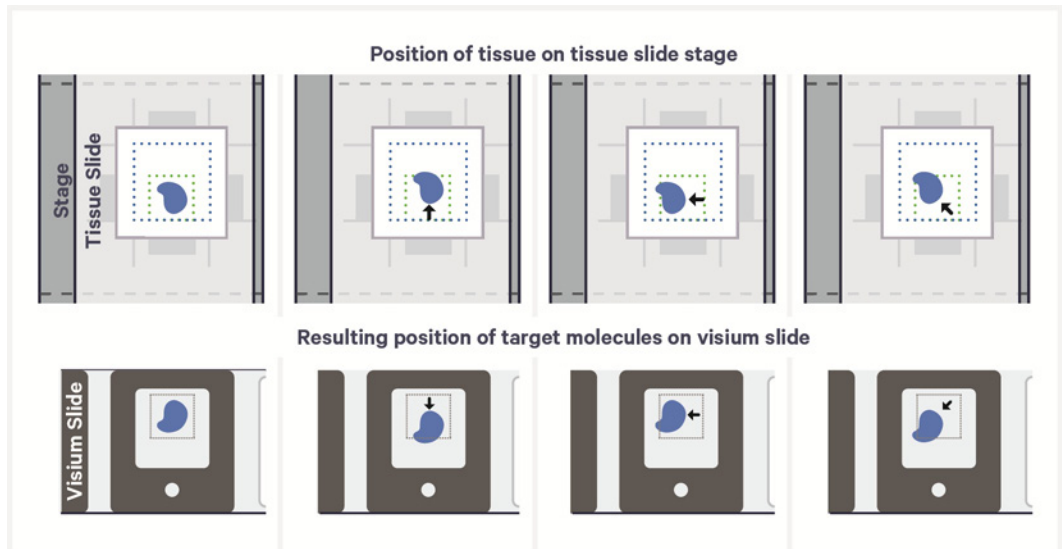 Position of tissue on tissue slide stage
Stage
Tissue Slide
Resulting position of target molecules on visium slide
Visium Slide